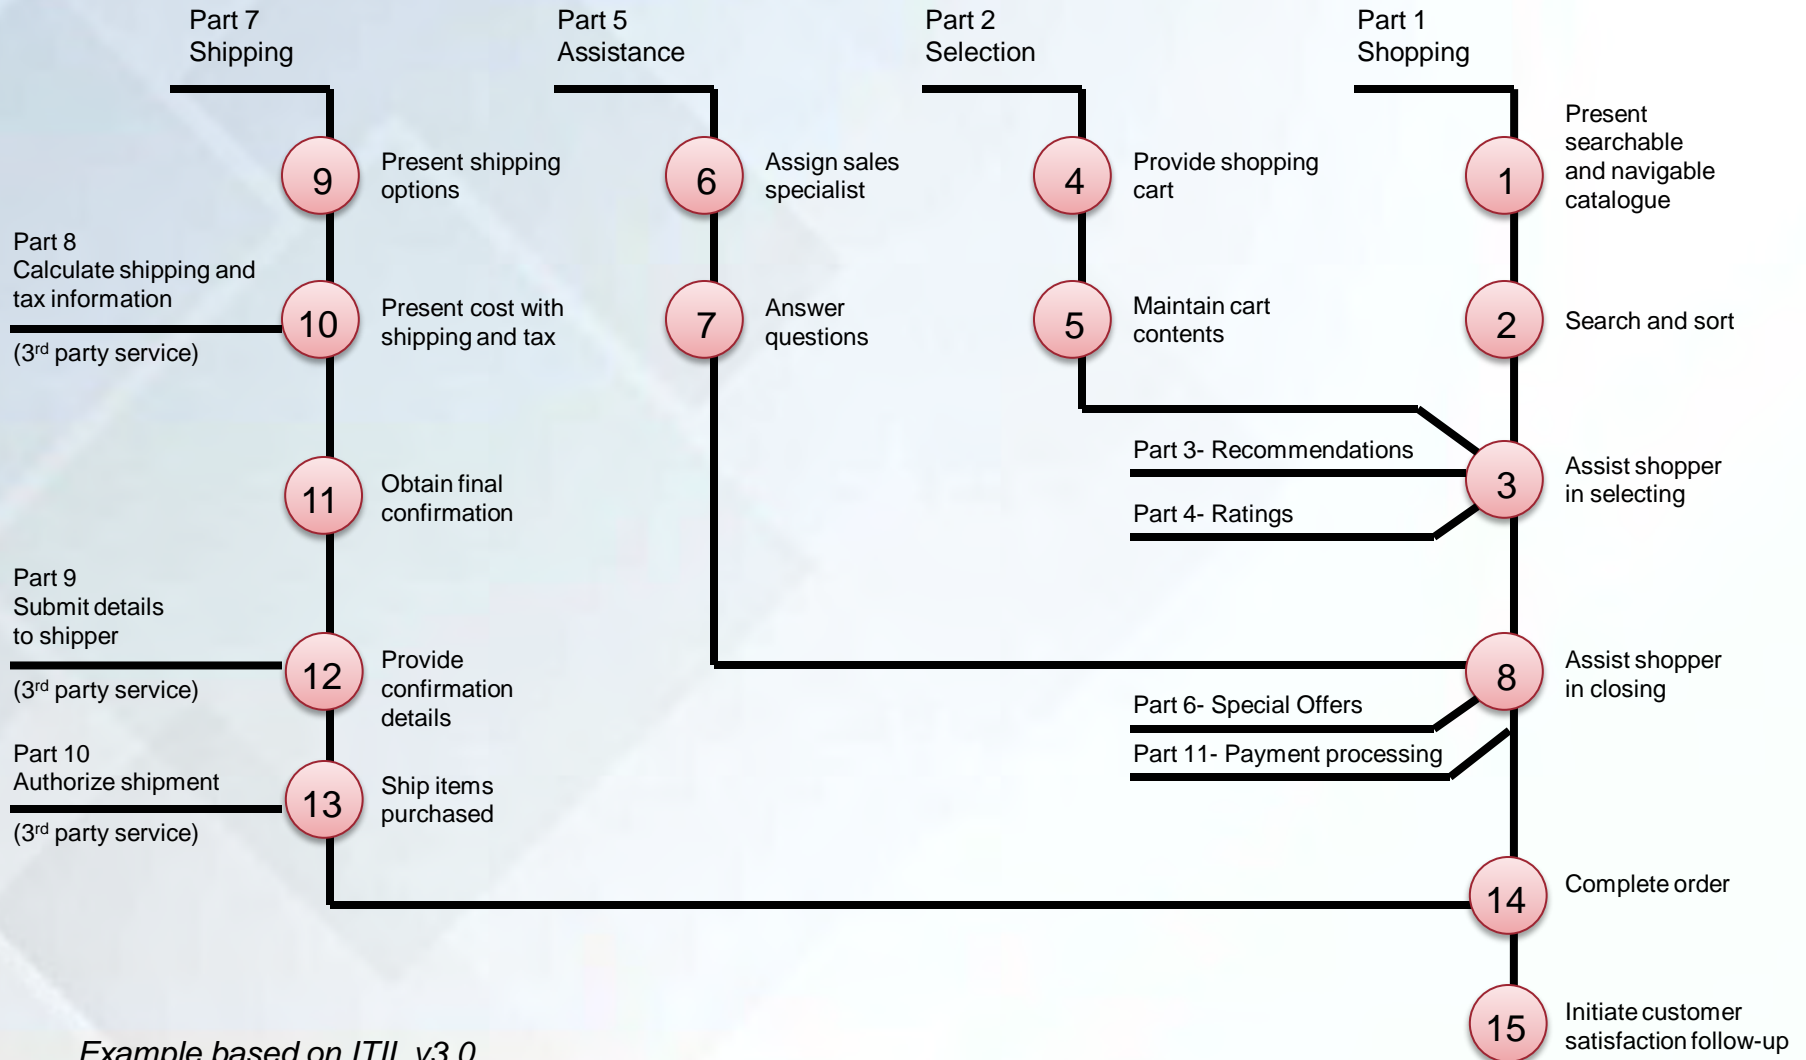 Part 7
Shipping
Part 5
Assistance
Part 2
Selection
Part 1
Shopping
9
Present shipping
options
6
Assign sales
specialist
4
Provide shopping
cart
1
Present
searchable
and navigable
catalogue
Part 8
Calculate shipping and
tax information
(3rd party service)
10
Present cost with
shipping and tax
7
Answer
questions
5
Maintain cart
contents
2
Search and sort
Part 3- Recommendations
Part 4- Ratings
3
Assist shopper
in selecting
11
Obtain final
confirmation
Part 9
Submit details
to shipper
(3rd party service)
12
Provide
confirmation
details
8
Assist shopper
in closing
Part 6- Special Offers
Part 11- Payment processing
Part 10
Authorize shipment
(3rd party service)
13
Ship items
purchased
14
Complete order
15
Initiate customer
satisfaction follow-up
Example based on ITIL v3.0